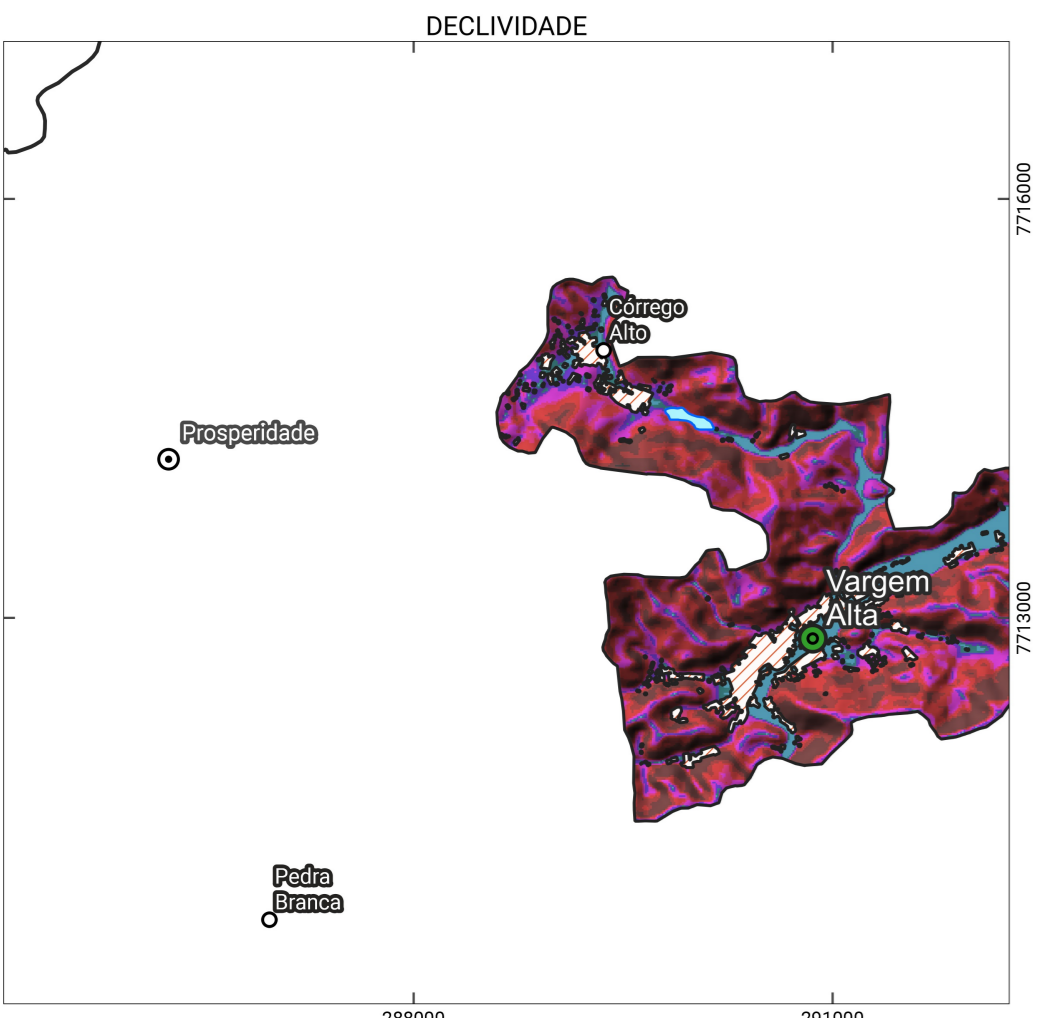 DECLIVIDADE
7716000
Córrego
Alto
Prosperidade
Vargem
Alta
7713000
Pedra
Branca
288000
291000